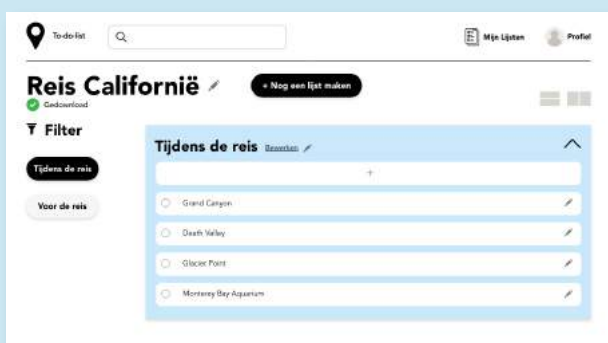 To-do-list
Mijn Lijsten
Profiel
Reis Californië
+ Nog een lijst maken
Gedownload
Filter
Tijdens de reis
Voor de reis
Tijdens de reis Bewerken
+
Grand Canyon
Death Valley
Glacier Point
Monterey Bay Aquarium